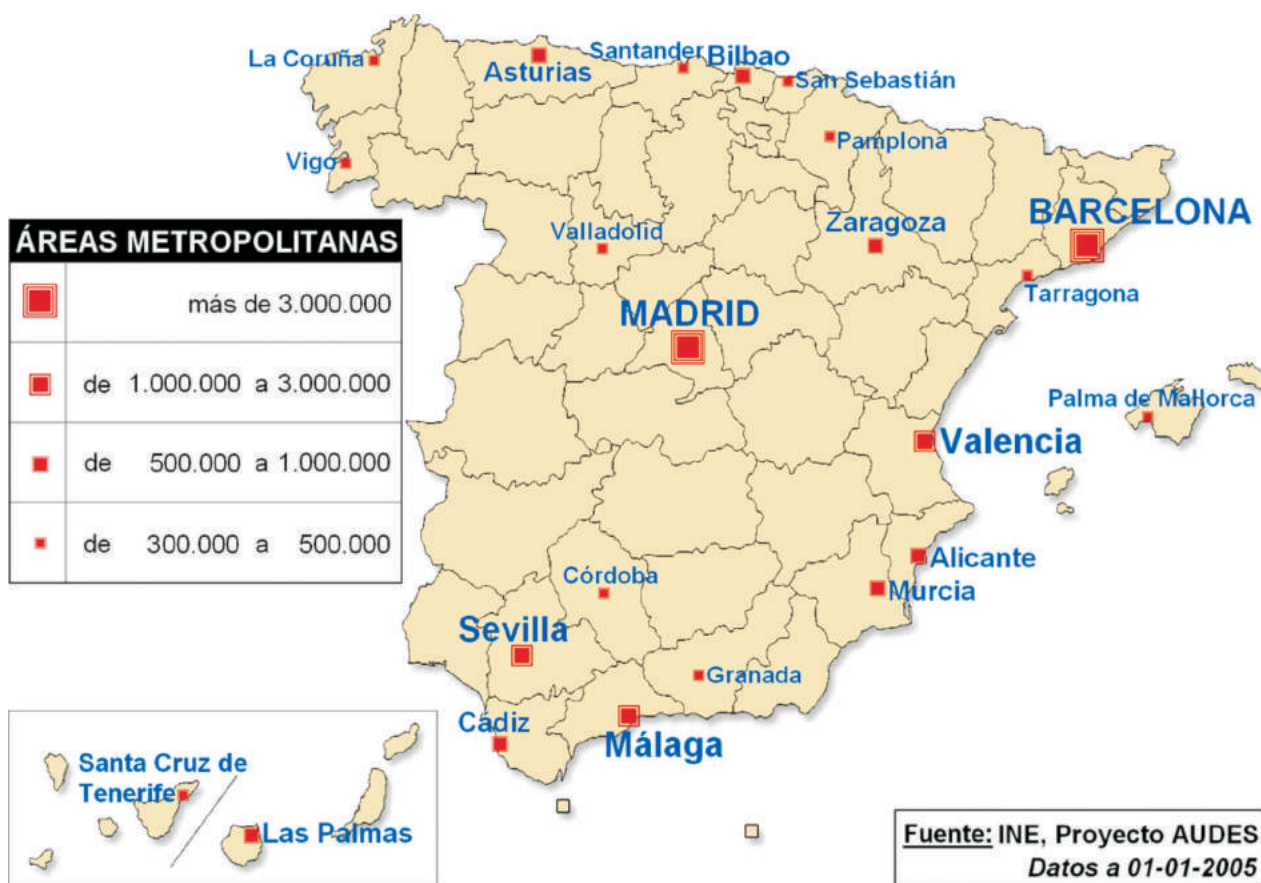 La Coruña
Asturias
Santander
Bilbao
San Sebastián
Pamplona
Vigo
Valladolid
Zaragoza
BARCELONA
Tarragona
MADRID
Palma de Mallorca
Valencia
Alicante
Murcia
Córdoba
Sevilla
Granada
Cádiz
Málaga
ÁREAS METROPOLITANAS
más de 3.000.000
de 1.000.000 a 3.000.000
de 500.000 a 1.000.000
de 300.000 a 500.000
Santa Cruz de
Tenerife
Las Palmas
Fuente: INE, Proyecto AUDES
Datos a 01-01-2005